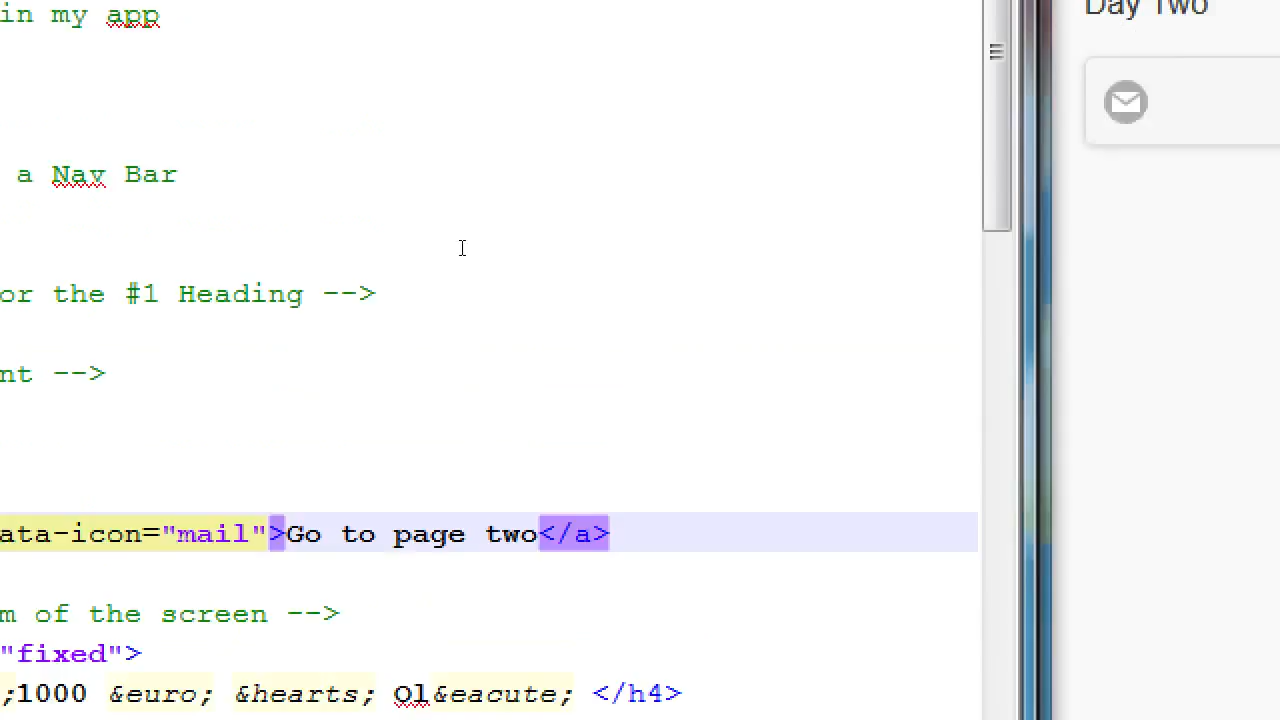 in my app
Day Two
a Nav Bar
or the #1 Heading -->
nt -->
ata-icon="mail">Go to page two</a>
m of the screen -->
"fixed">
;1000 &euro; &hearts; Ol&eacute; </h4>